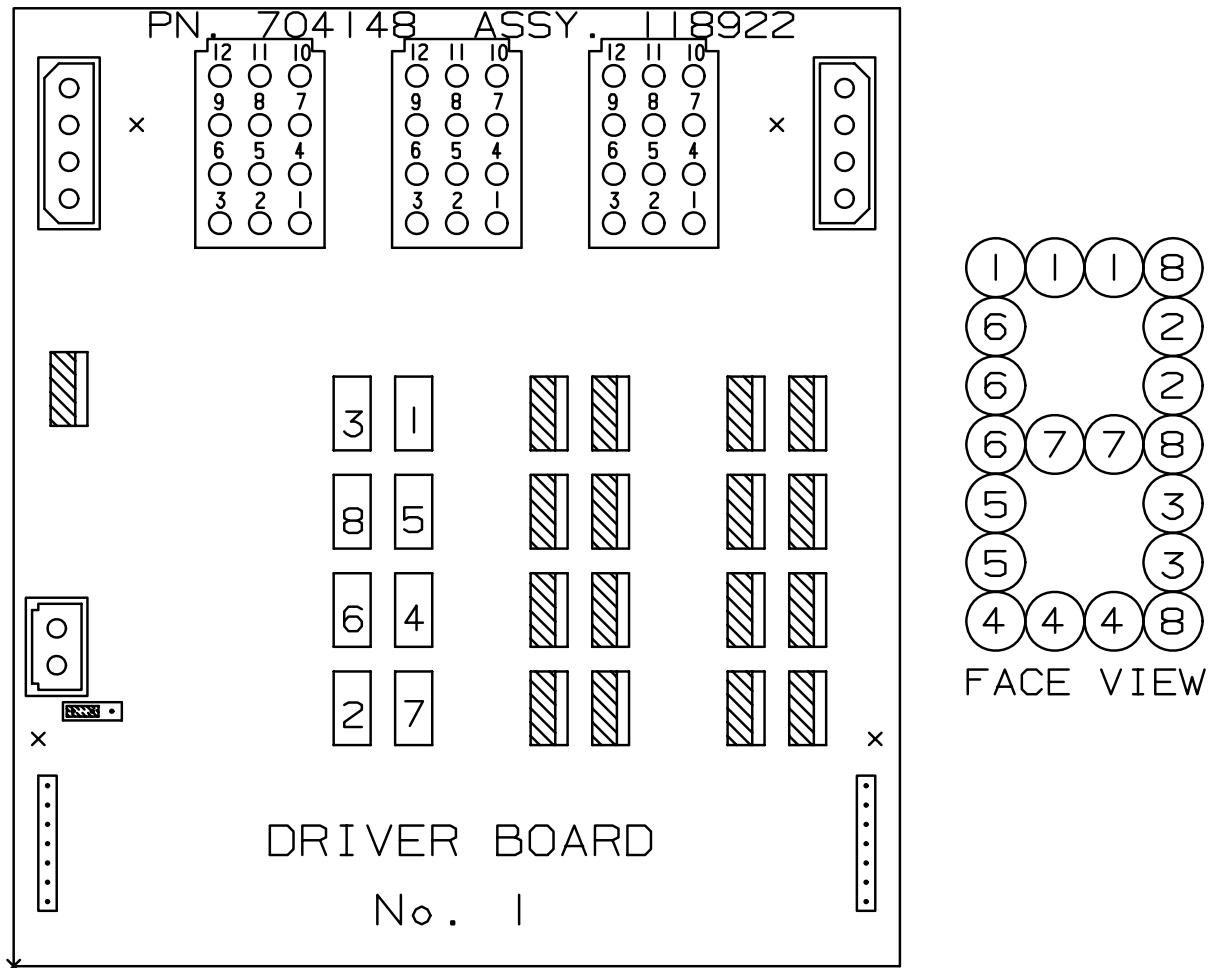 PN. 704148 ASSY. 118922
12 11 10 12 11 10 12 11 10
9 8 7 9 8 7 9 8 7
6 5 4 6 5 4 6 5 4
3 2 1 3 2 1 3 2 1
3 1
8 5
6 4
2 7
DRIVER BOARD
No. 1
1 1 1 8
6 2
6 2
6 7 7 8
5 3
5 3
4 4 4 8
FACE VIEW